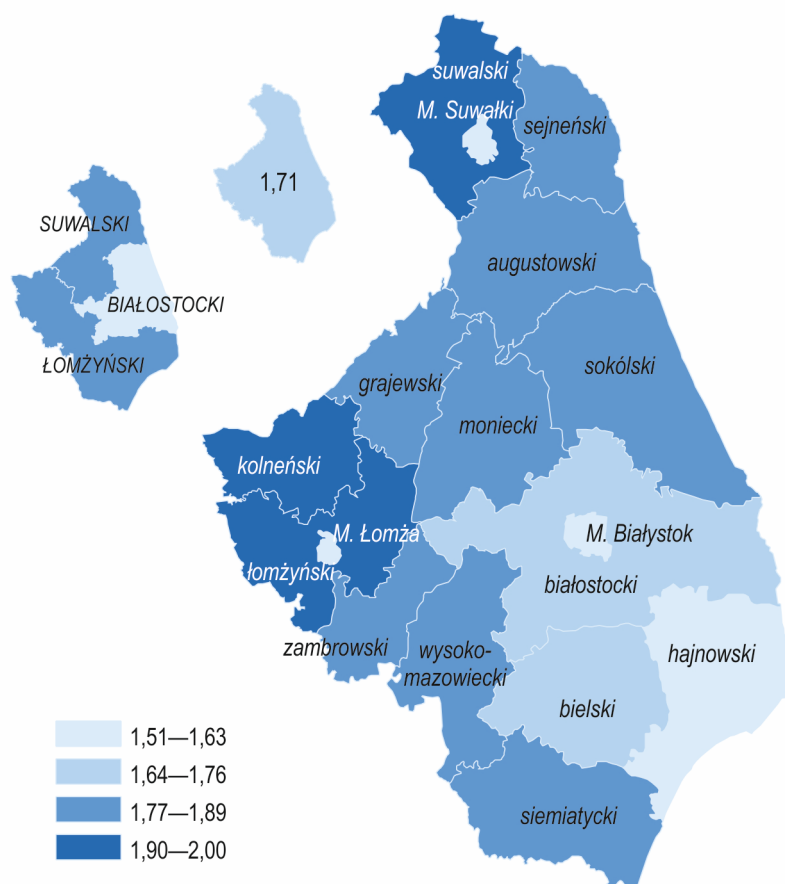 suwalski
M. Suwałki
sejneński
1,71
SUWALSKI
augustowski
BIAŁOSTOCKI
ŁOMŻYŃSKI
sokólski
grajewski
moniecki
kolneński
M. Łomża
M. Białystok
łomżyński
białostocki
zambrowski
wysoko-
mazowiecki
hajnowski
bielski
siemiatycki
1,51—1,63
1,64—1,76
1,77—1,89
1,90—2,00